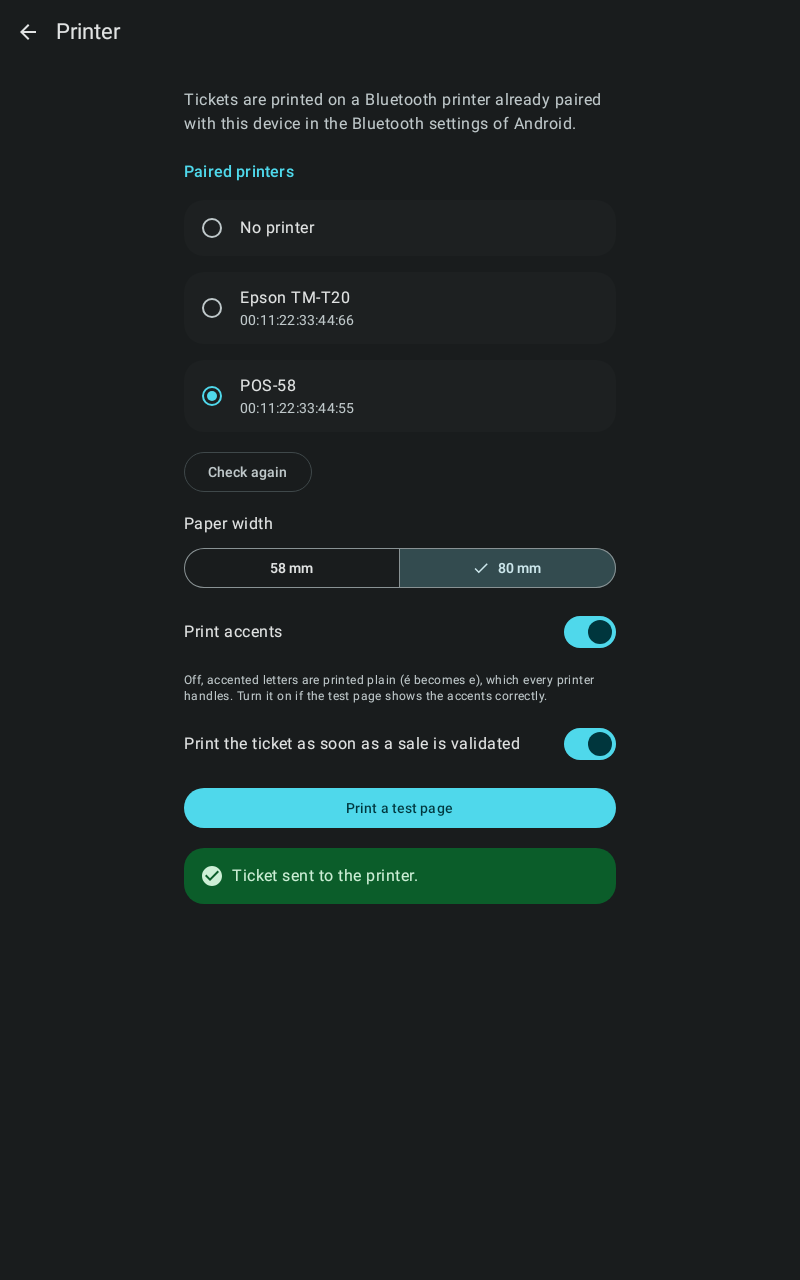 Printer
Tickets are printed on a Bluetooth printer already paired
with this device in the Bluetooth settings of Android.
Paired printers
No printer
Epson TM-T20
00:11:22:33:44:66
POS-58
00:11:22:33:44:55
Check again
Paper width
58 mm
80 mm
Print accents
Off, accented letters are printed plain (é becomes e), which every printer
handles. Turn it on if the test page shows the accents correctly.
Print the ticket as soon as a sale is validated
Print a test page
Ticket sent to the printer.